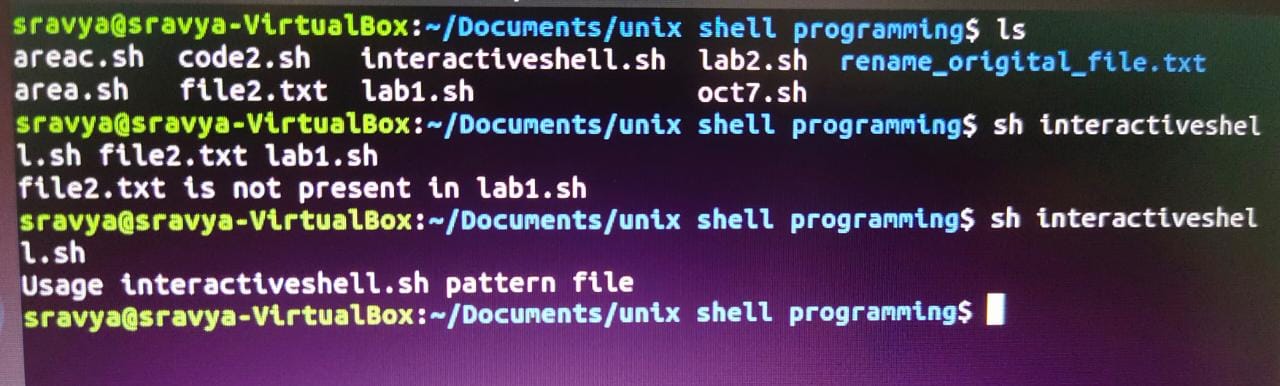 sravya@sravya-VirtualBox:~/Documents/unix shell programming$ ls
areac.sh code2.sh interactiveshell.sh lab2.sh rename_origital_file.txt
area.sh file2.txt lab1.sh oct7.sh
sravya@sravya-VirtualBox:~/Documents/unix shell programming$ sh interactiveshel
l.sh file2.txt lab1.sh
file2.txt is not present in lab1.sh
sravya@sravya-VirtualBox:~/Documents/unix shell programming$ sh interactiveshel
l.sh
Usage interactiveshell.sh pattern file
sravya@sravya-VirtualBox:~/Documents/unix shell programming$